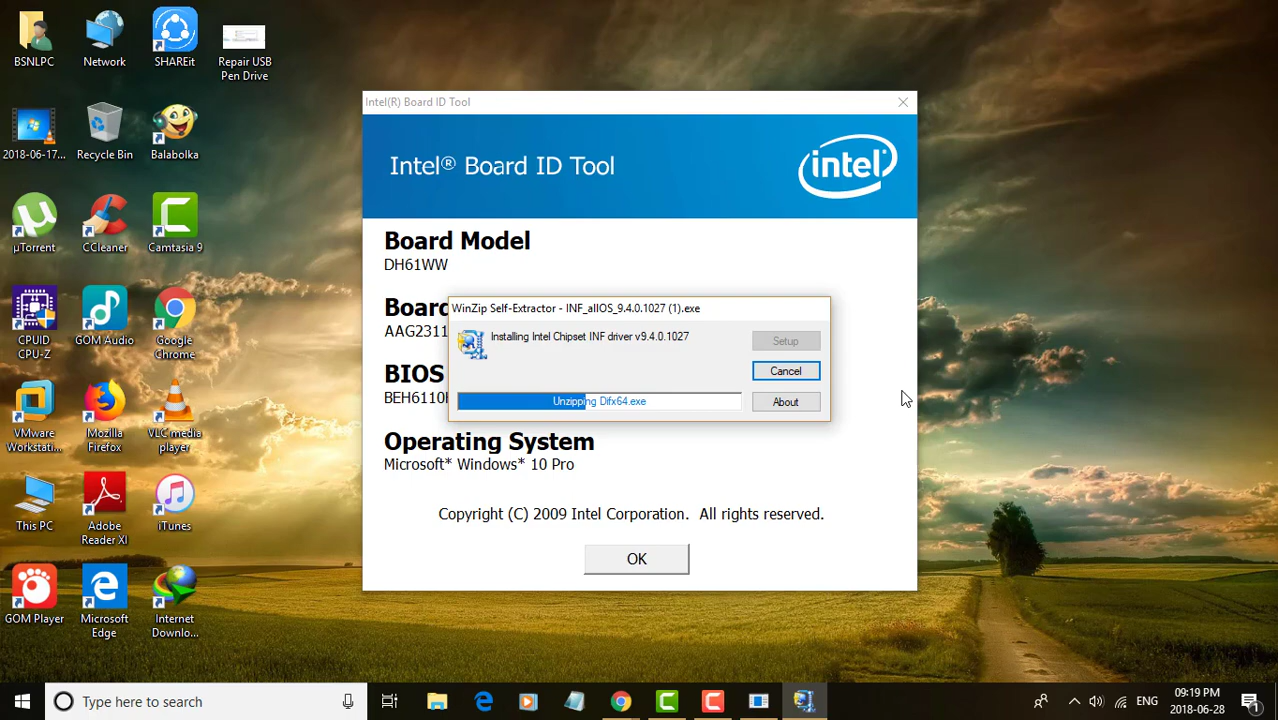 BSNLPC
Network
SHAREit
Repair USB
Pen Drive
2018-06-17...
Recycle Bin
Balabolka
µTorrent
CCleaner
Camtasia 9
CPUID
CPU-Z
GOM Audio
Google
Chrome
VMware
Workstati...
Mozilla
Firefox
VLC media
player
This PC
Adobe
Reader XI
iTunes
GOM Player
Microsoft
Edge
Internet
Downlo...
Intel(R) Board ID Tool
Intel® Board ID Tool
intel
Board Model
DH61WW
Board
AAG2311
BIOS
BEH6110
Operating System
Microsoft* Windows* 10 Pro
Copyright (C) 2009 Intel Corporation. All rights reserved.
OK
WinZip Self-Extractor - INF_allOS_9.4.0.1027 (1).exe
Installing Intel Chipset INF driver v9.4.0.1027
Setup
Cancel
Unzipping Difx64.exe
About
Type here to search
ENG
09:19 PM
2018-06-28
1